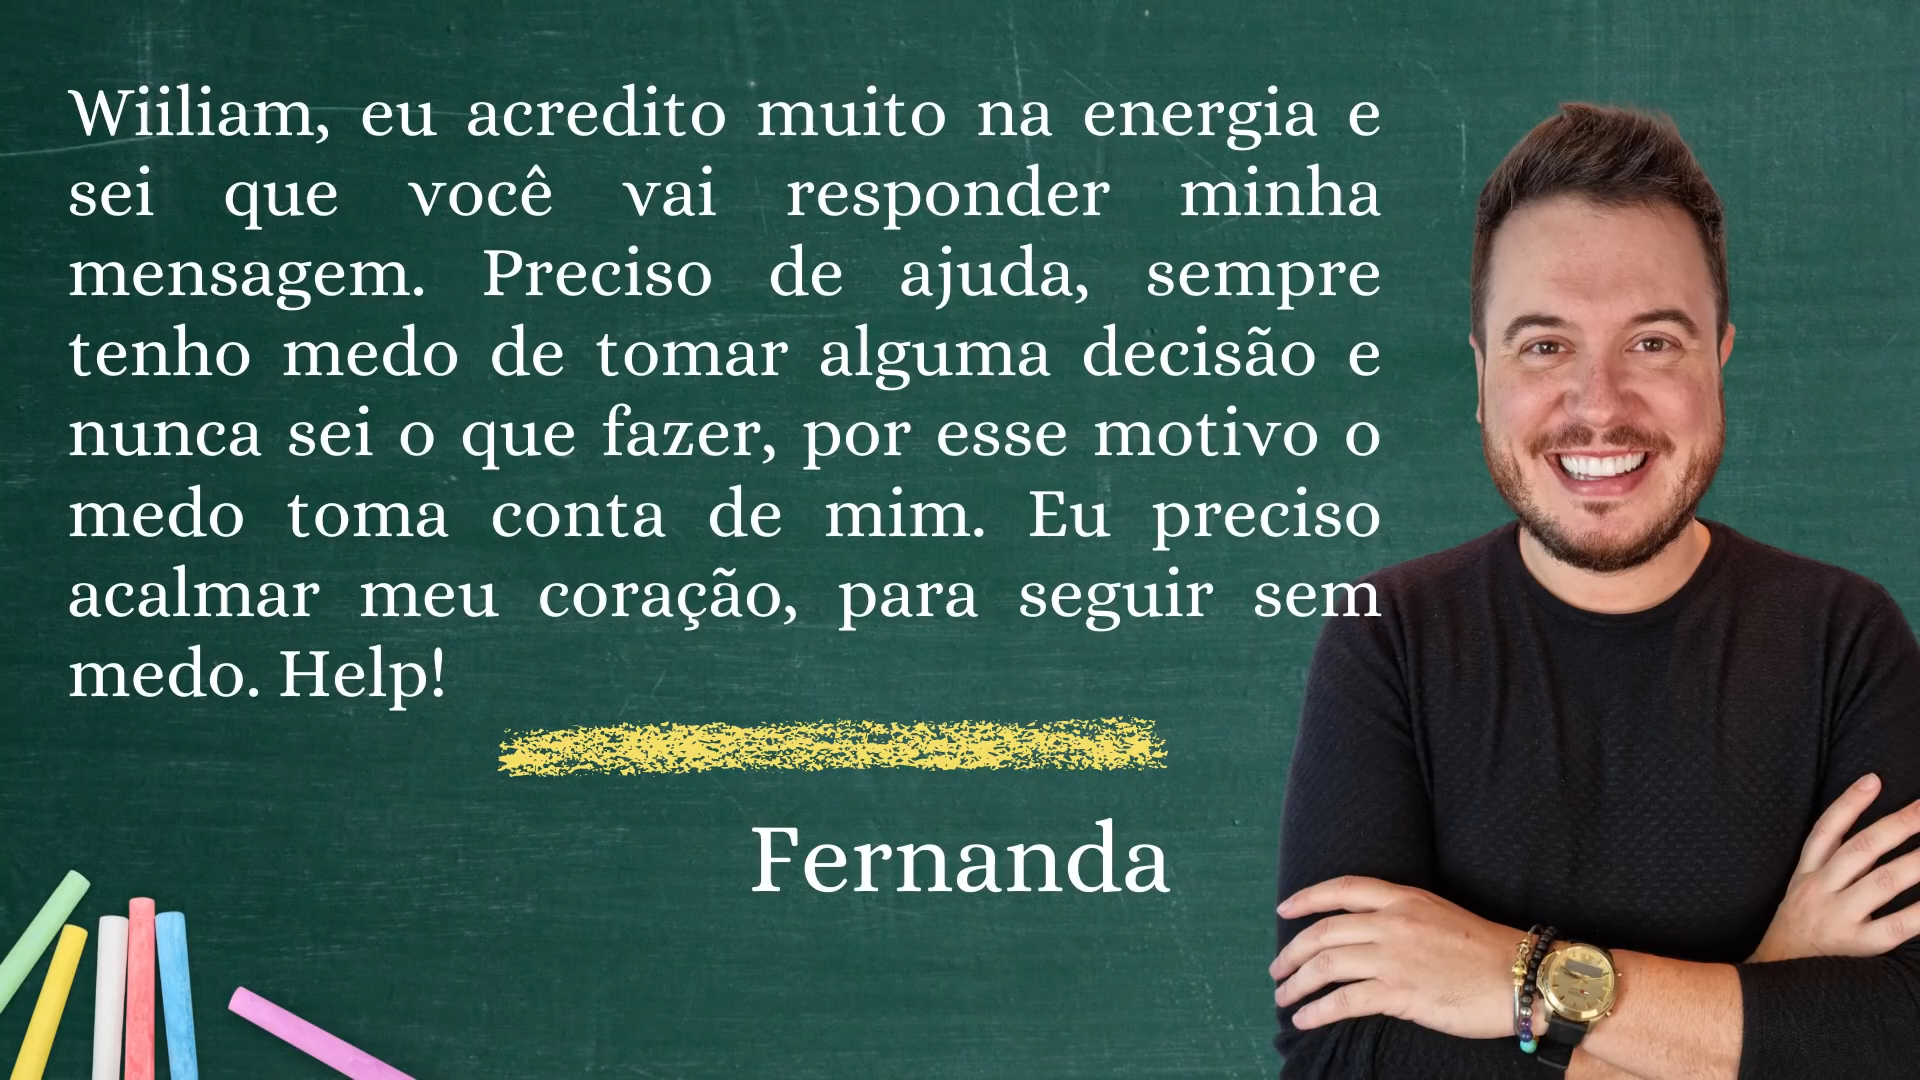 Wiiliam, eu acredito muito na energia e
sei que você vai responder minha
mensagem. Preciso de ajuda, sempre
tenho medo de tomar alguma decisão e
nunca sei o que fazer, por esse motivo o
medo toma conta de mim. Eu preciso
acalmar meu coração, para seguir sem
medo. Help!
Fernanda